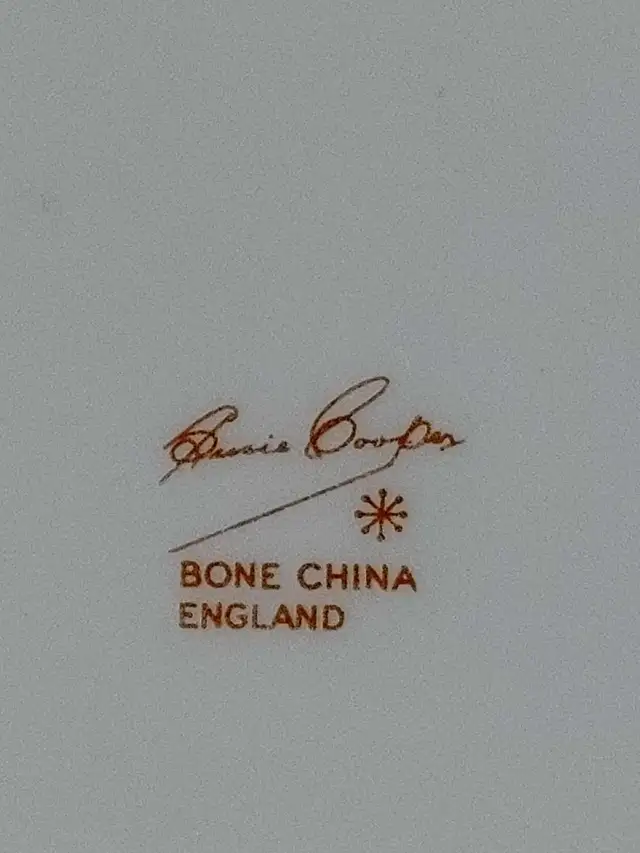 Susie Cooper
BONE CHINA
ENGLAND